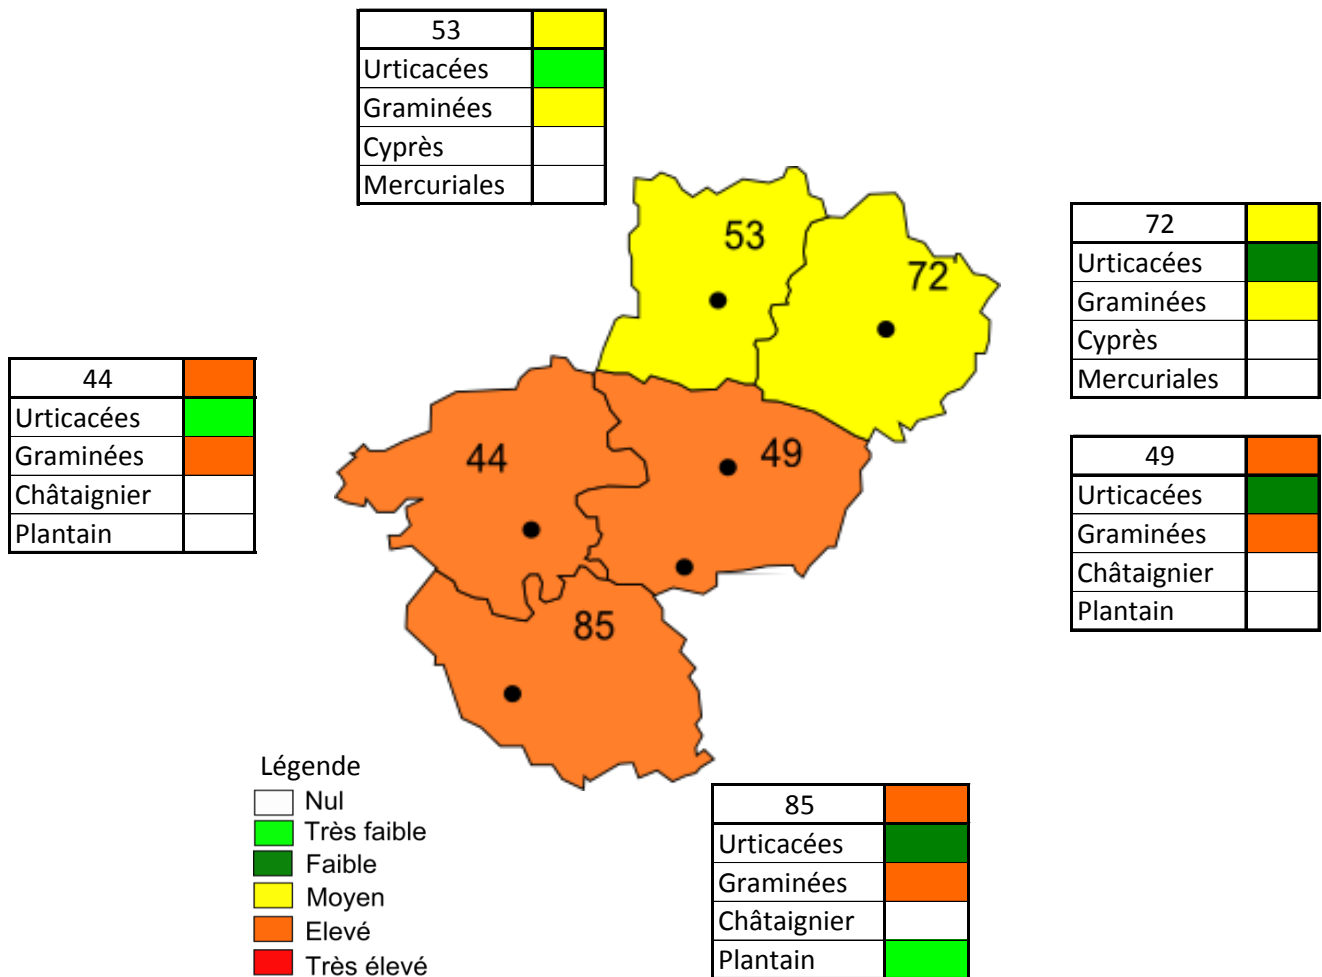 53
Urticacées
Graminées
Cyprès
Mercuriales
53
72
72
Urticacées
Graminées
Cyprès
Mercuriales
44
Urticacées
Graminées
Châtaignier
Plantain
44
49
49
Urticacées
Graminées
Châtaignier
Plantain
85
Légende
Nul
Très faible
Faible
Moyen
Elevé
Très élevé
85
Urticacées
Graminées
Châtaignier
Plantain